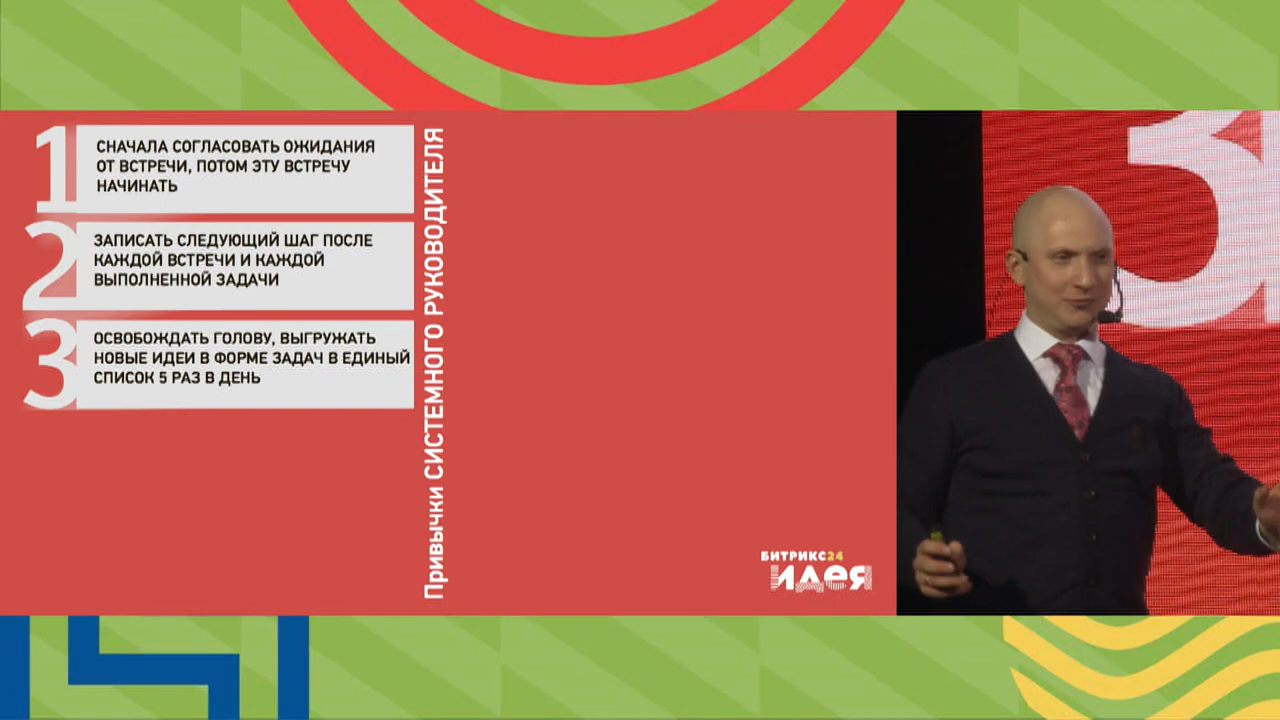 1
СНАЧАЛА СОГЛАСОВАТЬ ОЖИДАНИЯ
ОТ ВСТРЕЧИ, ПОТОМ ЭТУ ВСТРЕЧУ
НАЧИНАТЬ
2
ЗАПИСАТЬ СЛЕДУЮЩИЙ ШАГ ПОСЛЕ
КАЖДОЙ ВСТРЕЧИ И КАЖДОЙ
ВЫПОЛНЕННОЙ ЗАДАЧИ
3
ОСВОБОЖДАТЬ ГОЛОВУ, ВЫГРУЖАТЬ
НОВЫЕ ИДЕИ В ФОРМЕ ЗАДАЧ В ЕДИНЫЙ
СПИСОК 5 РАЗ В ДЕНЬ
Привычки СИСТЕМНОГО РУКОВОДИТЕЛЯ
БИТРИКС24
идея
3